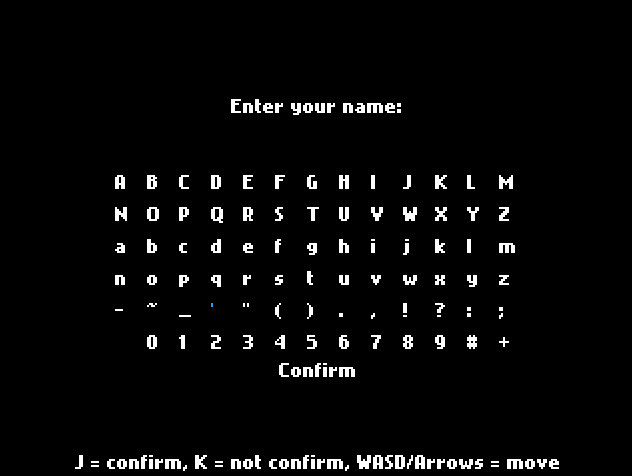 Enter your name:
A B C D E F G H I J K L M
N O P Q R S T U V W X Y Z
a b c d e f g h i j k l m
n o p q r s t u v w x y z
- ~ _ ' " ( ) . , ! ? : ;
0 1 2 3 4 5 6 7 8 9 # +
Confirm
J = confirm, K = not confirm, WASD/Arrows = move